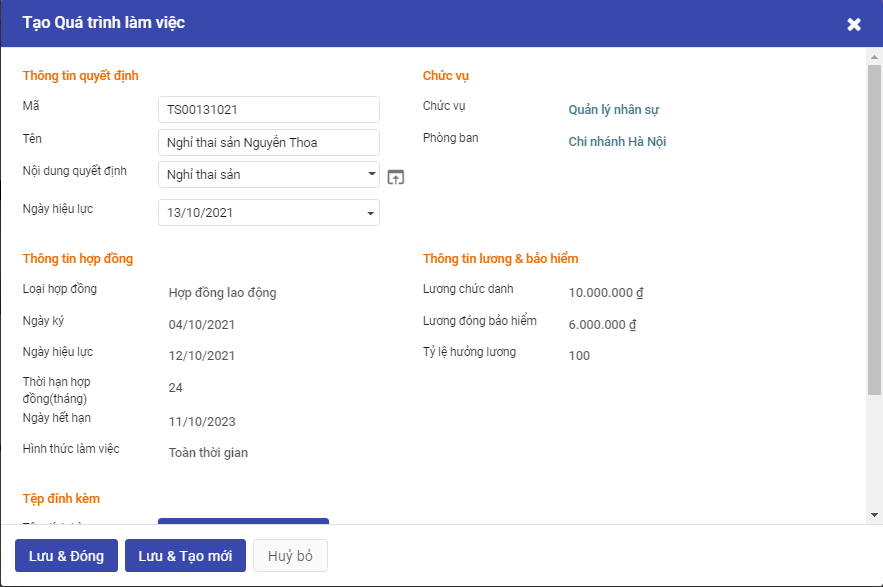 Tạo Quá trình làm việc
Thông tin quyết định
Mã
TS00131021
Tên
Nghỉ thai sản Nguyễn Thoa
Nội dung quyết định
Nghỉ thai sản
Ngày hiệu lực
13/10/2021
Chức vụ
Chức vụ
Quản lý nhân sự
Phòng ban
Chi nhánh Hà Nội
Thông tin hợp đồng
Loại hợp đồng
Hợp đồng lao động
Ngày ký
04/10/2021
Ngày hiệu lực
12/10/2021
Thời hạn hợp
đồng(tháng)
24
Ngày hết hạn
11/10/2023
Hình thức làm việc
Toàn thời gian
Thông tin lương & bảo hiểm
Lương chức danh
10.000.000 ₫
Lương đóng bảo hiểm
6.000.000 ₫
Tỷ lệ hưởng lương
100
Tệp đính kèm
Lưu & Đóng
Lưu & Tạo mới
Huỷ bỏ